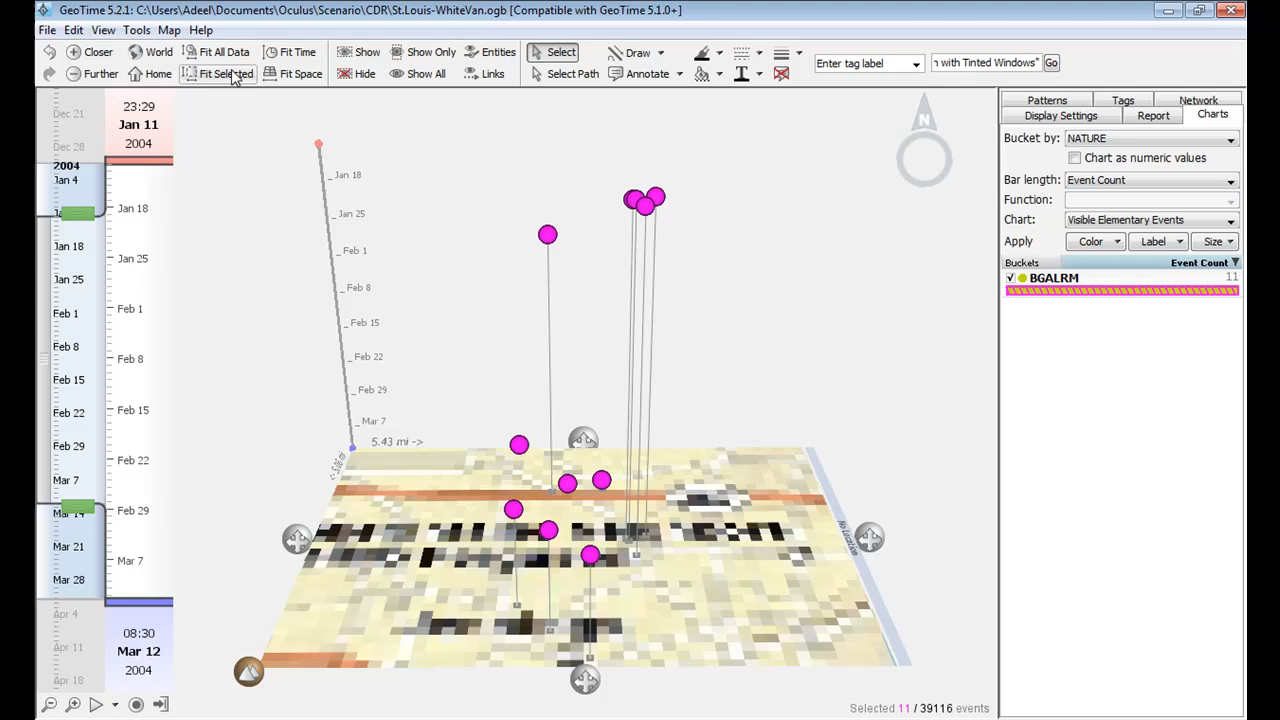 GeoTime 5.2.1: C:\Users\Adeel\Documents\Oculus\Scenario\CDR\St.Louis-WhiteVan.ogb [Compatible with GeoTime 5.1.0+]
File Edit View Tools Map Help
Closer World Fit All Data Fit Time Show Show Only Entities Select Draw
Enter tag label
ı with Tinted Windows" Go
Further Home Fit Selected Fit Space Hide Show All Links Select Path Annotate
Dec 21
Dec 28
2004
Jan 4
Jan 18
Jan 25
Feb 1
Feb 8
Feb 15
Feb 22
Feb 29
Mar 7
Mar 14
Mar 21
Mar 28
Apr 4
Apr 11
Apr 18
23:29
Jan 11
2004
Jan 18
Jan 25
Feb 1
Feb 8
Feb 15
Feb 22
Feb 29
Mar 7
08:30
Mar 12
2004
Jan 18
Jan 25
Feb 1
Feb 8
Feb 15
Feb 22
Feb 29
Mar 7
5.43 mi ->
N
No Location
Patterns Tags Network
Display Settings Report Charts
Bucket by: NATURE
Chart as numeric values
Bar length: Event Count
Function:
Chart: Visible Elementary Events
Apply Color Label Size
Buckets Event Count
BGALRM 11
Selected 11 / 39116 events